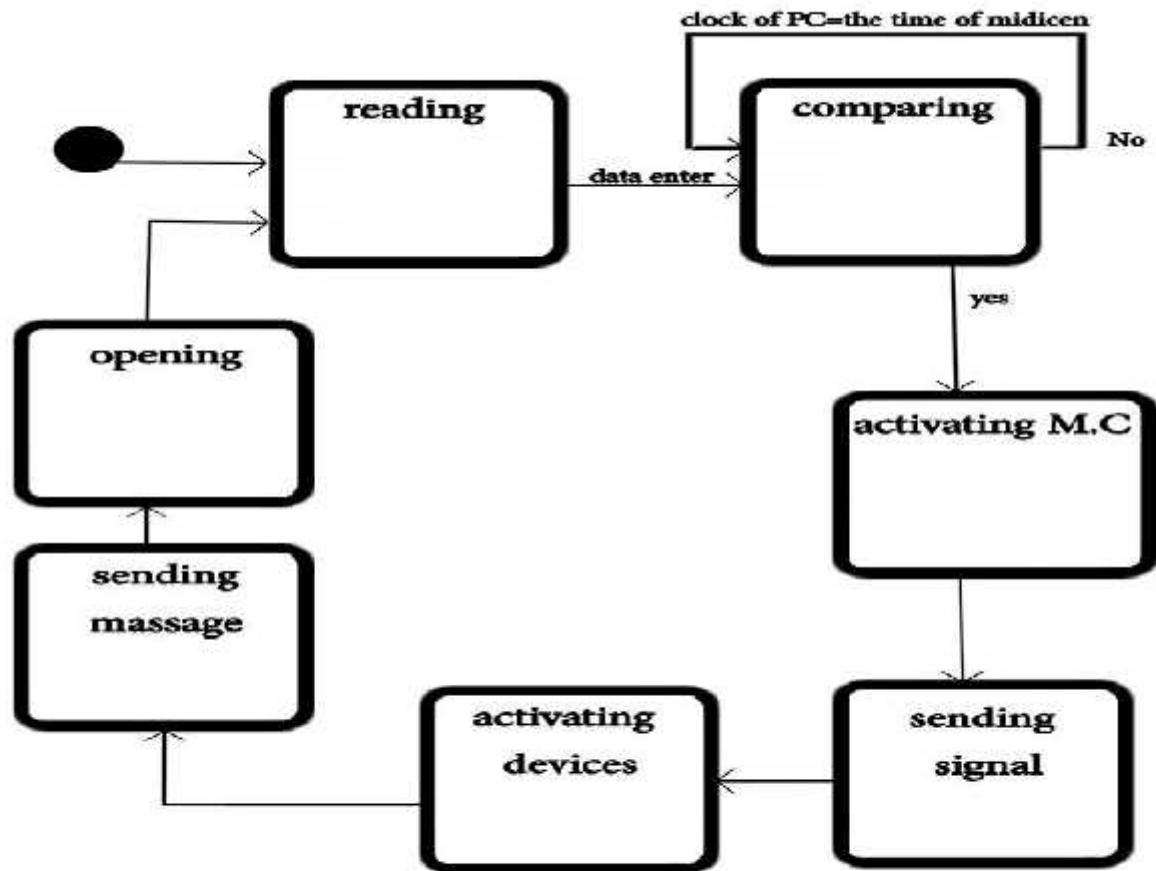 clock of PC=the time of midicen
reading
comparing
No
data enter
yes
opening
activating M.C
sending
massage
activating
devices
sending
signal